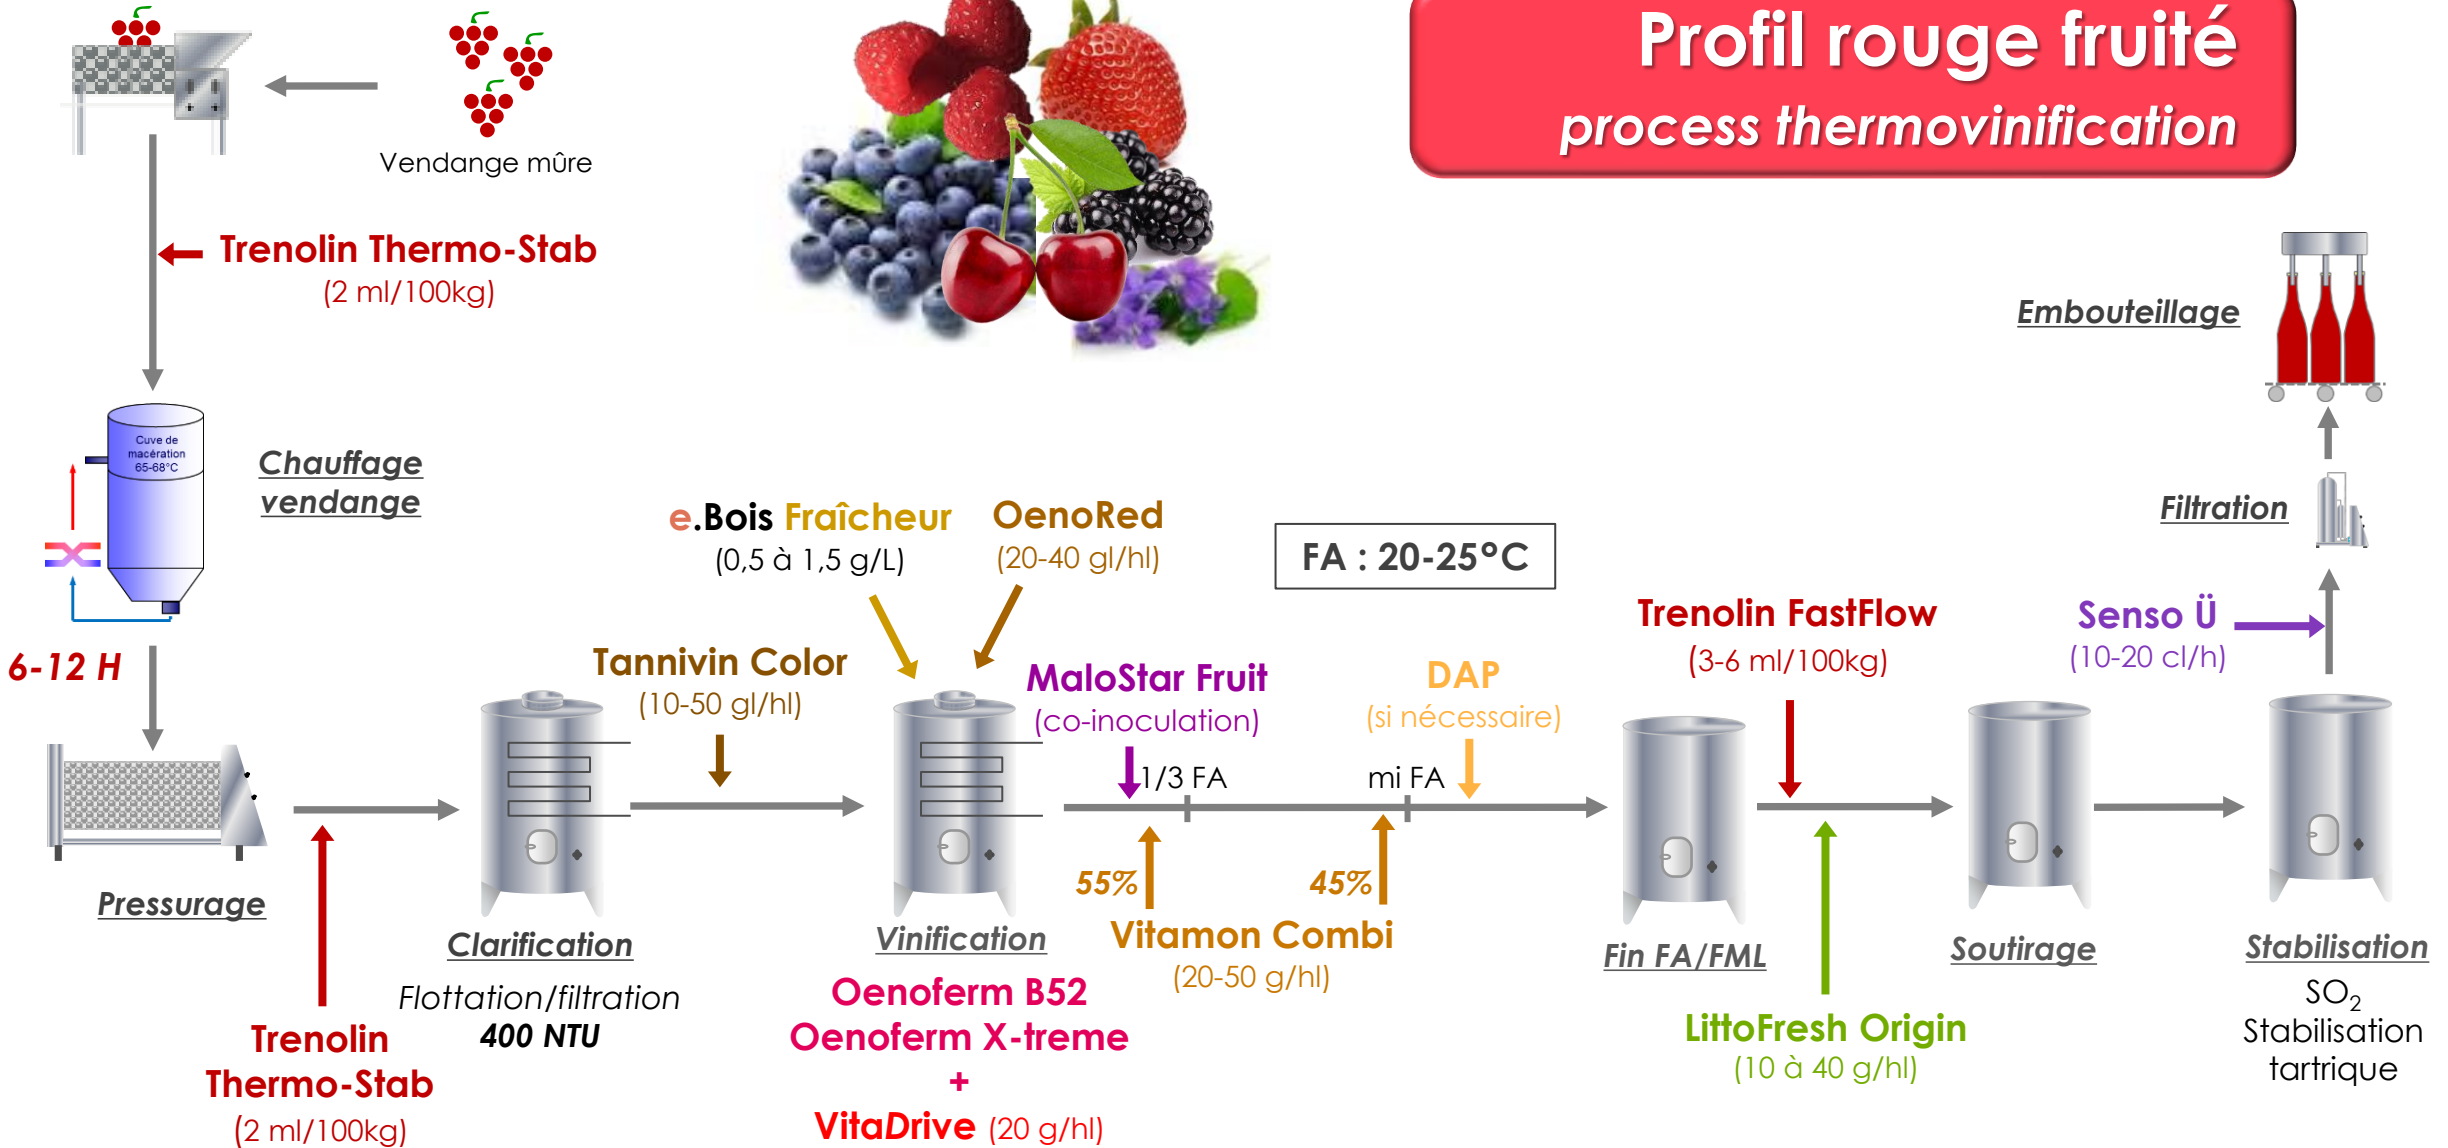 Profil rouge fruité
process thermovinification
Vendange mûre
Trenolin Thermo-Stab
(2 ml/100kg)
Cuve de
macération
65-68°C
Chauffage
vendange
6-12 H
Pressurage
Trenolin
Thermo-Stab
(2 ml/100kg)
Clarification
Flottation/filtration
400 NTU
Tannivin Color
(10-50 gl/hl)
e.Bois Fraîcheur
(0,5 à 1,5 g/L)
OenoRed
(20-40 gl/hl)
FA : 20-25°C
Vinification
Oenoferm B52
Oenoferm X-treme
+
VitaDrive (20 g/hl)
MaloStar Fruit
(co-inoculation)
1/3 FA
55%
mi FA
45%
Vitamon Combi
(20-50 g/hl)
DAP
(si nécessaire)
Fin FA/FML
Trenolin FastFlow
(3-6 ml/100kg)
LittoFresh Origin
(10 à 40 g/hl)
Soutirage
Stabilisation
SO₂
Stabilisation
tartrique
Senso Ü
(10-20 cl/h)
Filtration
Embouteillage